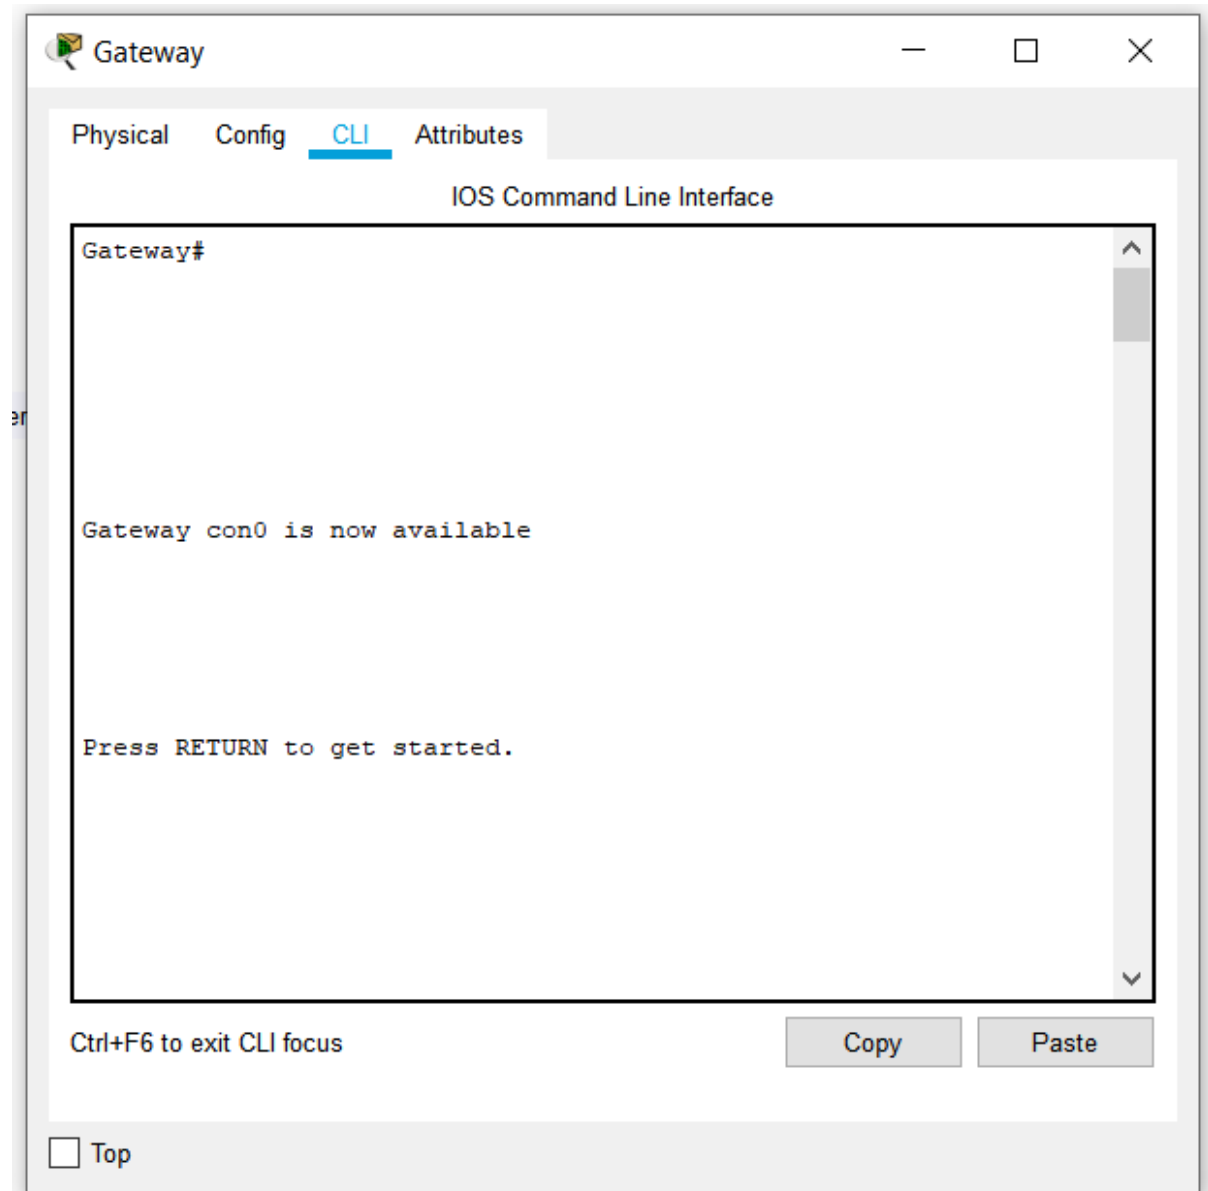 Gateway
Physical Config CLI Attributes
IOS Command Line Interface
Gateway#
Gateway con0 is now available
Press RETURN to get started.
Ctrl+F6 to exit CLI focus
Copy Paste
Top